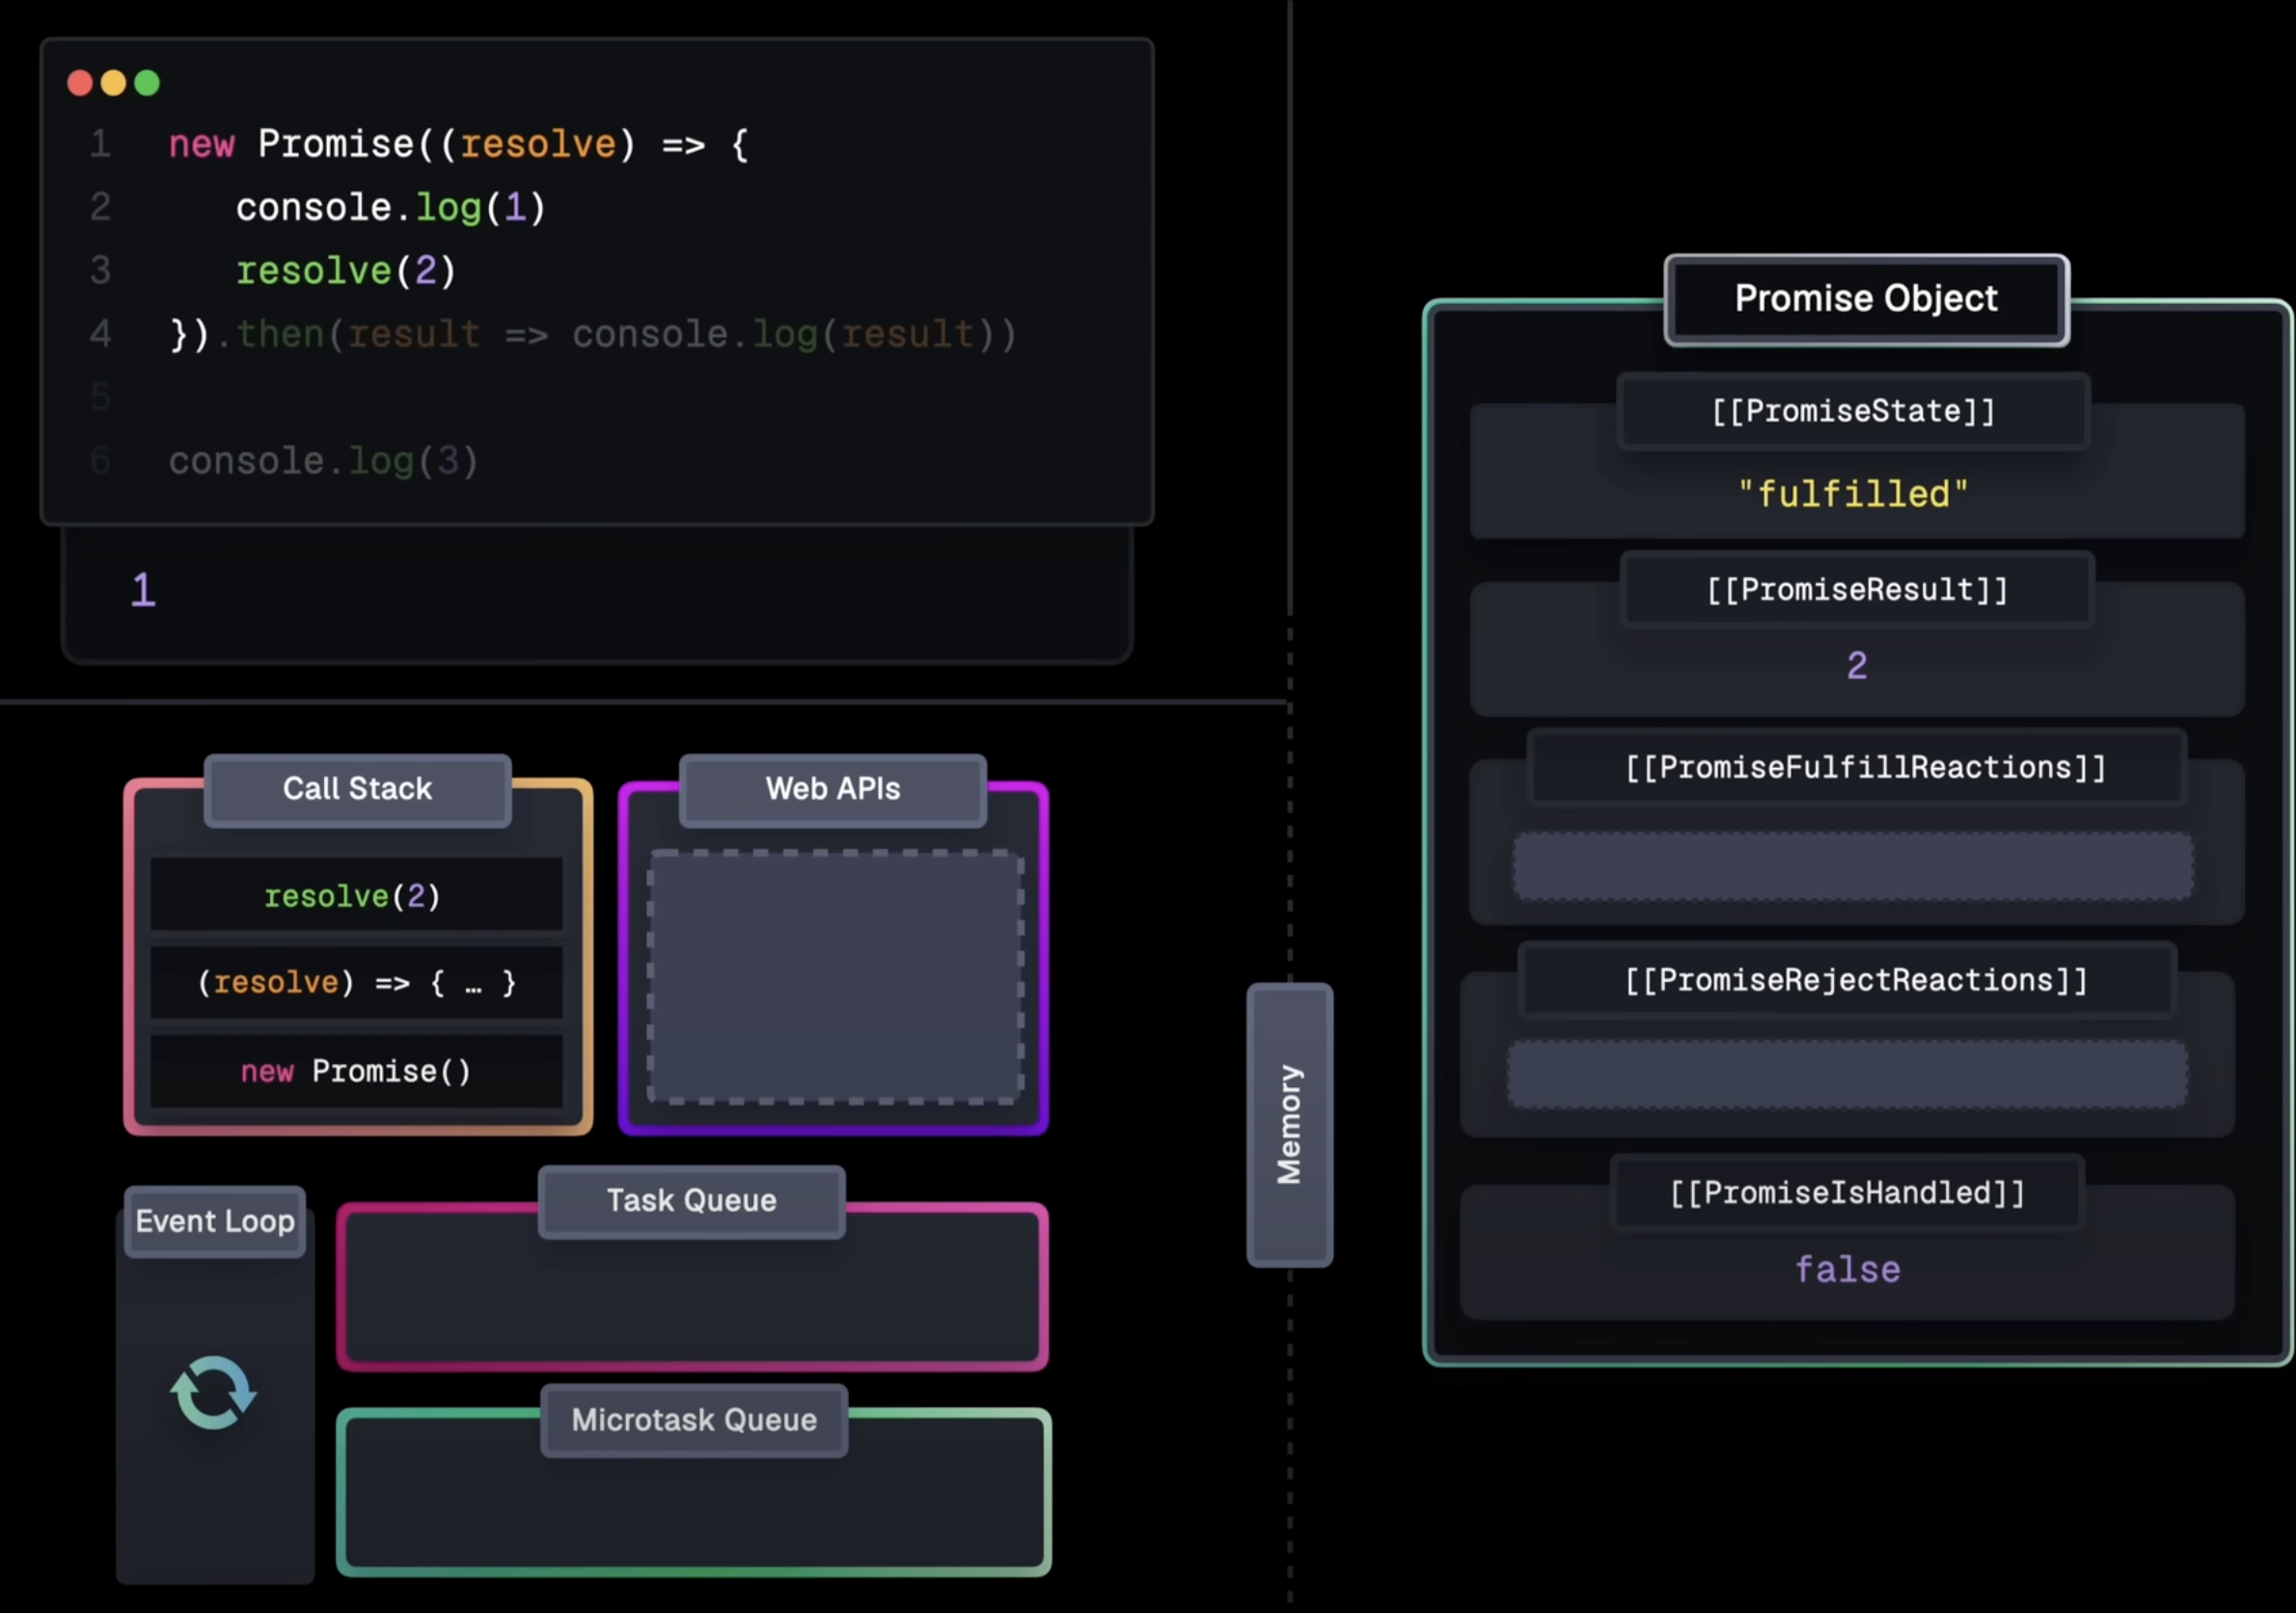 1 new Promise((resolve) => {
2 console.log(1)
3 resolve(2)
4 }).then(result => console.log(result))
5
6 console.log(3)
1
Call Stack
resolve(2)
(resolve) => { … }
new Promise()
Web APIs
Event Loop
Task Queue
Microtask Queue
Memory
Promise Object
[[PromiseState]]
"fulfilled"
[[PromiseResult]]
2
[[PromiseFulfillReactions]]
[[PromiseRejectReactions]]
[[PromiseIsHandled]]
false